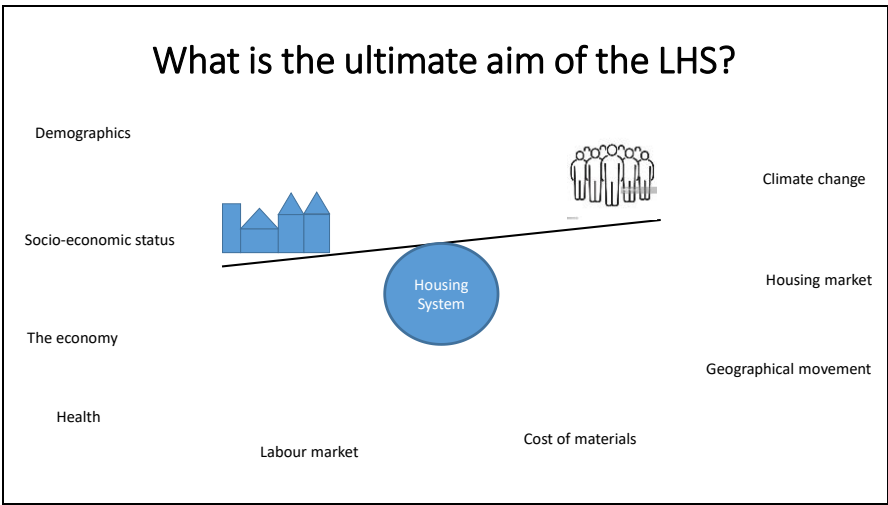 What is the ultimate aim of the LHS?
Demographics
Climate change
Socio-economic status
Housing
System
Housing market
The economy
Geographical movement
Health
Labour market
Cost of materials